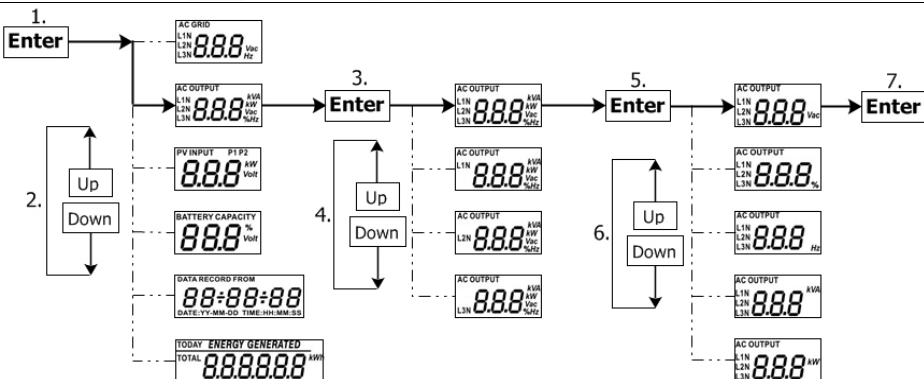 1.
Enter
AC GRID
L1N
L2N
L3N
8.8.8
Vac
Hz
AC OUTPUT
L1N
L2N
L3N
8.8.8
kVA
kW
Vac
%Hz
2.
Up
Down
PV INPUT P1 P2
8.8.8
kW
Volt
BATTERY CAPACITY
88.8
%
Volt
DATA RECORD FROM
88:88:88
DATE:YY-MM-DD TIME:HH:MM:SS
TODAY ENERGY GENERATED
TOTAL
8.8.8.8.8.8
kWh
3.
Enter
4.
Up
Down
AC OUTPUT
L1N
L2N
L3N
8.8.8
kVA
kW
Vac
%Hz
AC OUTPUT
L1N
8.8.8
kVA
kW
Vac
%Hz
AC OUTPUT
L2N
8.8.8
kVA
kW
Vac
%Hz
AC OUTPUT
L3N
8.8.8
kVA
kW
Vac
%Hz
5.
Enter
6.
Up
Down
AC OUTPUT
L1N
L2N
L3N
8.8.8
Vac
AC OUTPUT
L1N
L2N
L3N
8.8.8.
%
AC OUTPUT
L1N
L2N
L3N
8.8.8
Hz
AC OUTPUT
L1N
L2N
L3N
8.8.8
kVA
AC OUTPUT
L1N
L2N
L3N
8.8.8
kW
7.
Enter